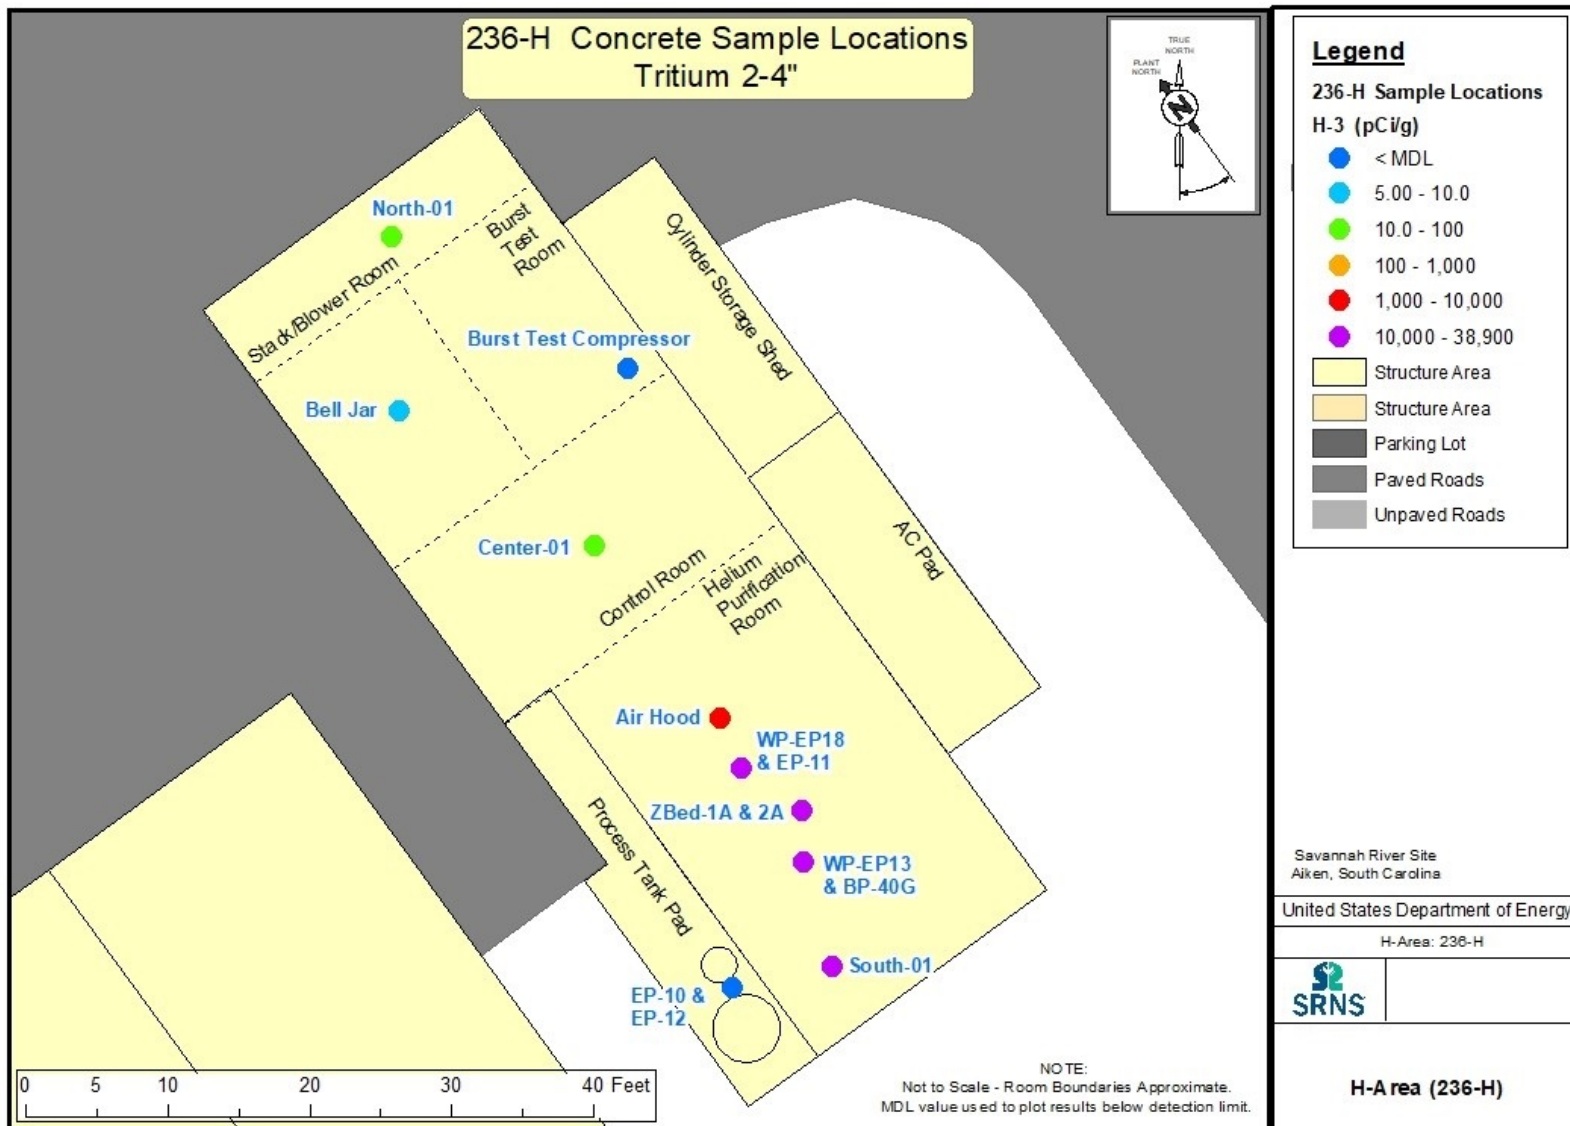 236-H Concrete Sample Locations
Tritium 2-4"
TRUE
NORTH
PLANT
NORTH
N
North-01
Stack/Blower Room
Burst
Test
Room
Cylinder Storage Shed
Burst Test Compressor
Bell Jar
Center-01
Control Room
Helium
Purification
Room
AC Pad
Air Hood
WP-EP18
& EP-11
ZBed-1A & 2A
WP-EP13
& BP-40G
Process Tank Pad
South-01
EP-10 &
EP-12
0 5 10 20 30 40 Feet
NOTE:
Not to Scale - Room Boundaries Approximate.
MDL value used to plot results below detection limit.
Legend
236-H Sample Locations
H-3 (pCi/g)
< MDL
5.00 - 10.0
10.0 - 100
100 - 1,000
1,000 - 10,000
10,000 - 38,900
Structure Area
Structure Area
Parking Lot
Paved Roads
Unpaved Roads
Savannah River Site
Aiken, South Carolina
United States Department of Energy
H-Area: 236-H
SRNS
H-Area (236-H)